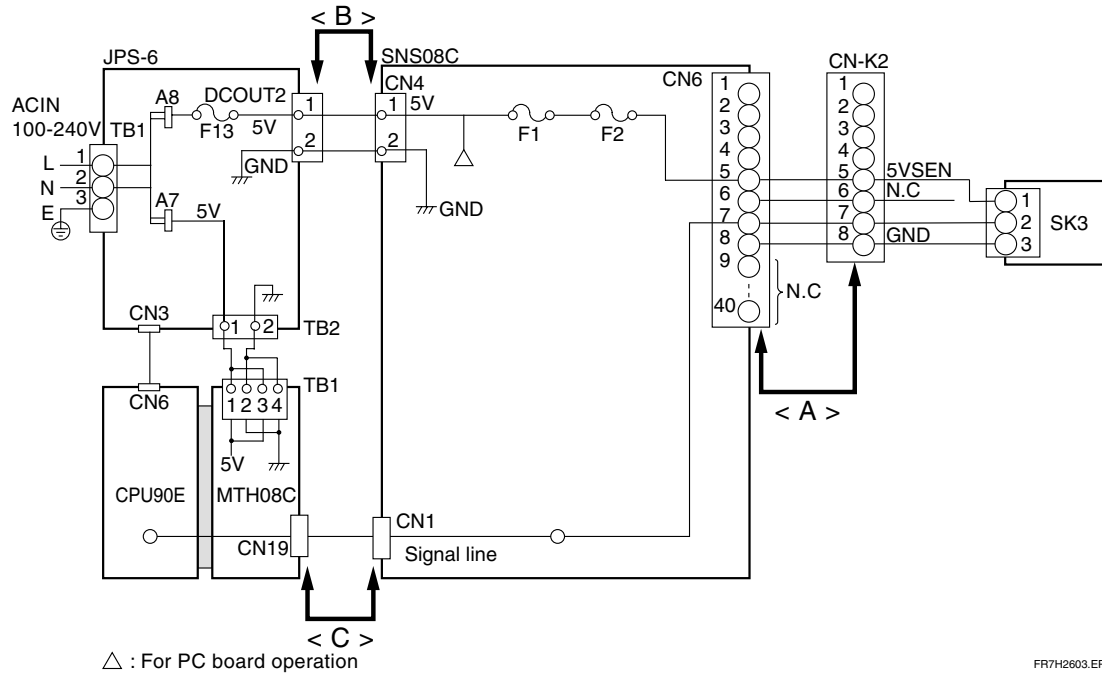 < B >
JPS-6
SNS08C
CN-K2
CN6
CN4
ACIN
100-240V
TB1
A8
DCOUT2
F13
5V
1
5V
F1
F2
GND
2
GND
L
N
E
1
2
3
A7
5V
1
2
3
4
5
6
7
8
9
40
N.C
1
2
3
4
5
6
7
8
5VSEN
N.C
GND
1
2
3
SK3
1
2
CN3
1
2
TB2
CN6
TB1
1 2 3 4
5V
< A >
CPU90E
MTH08C
CN19
CN1
Signal line
< C >
△ : For PC board operation
FR7H2603.EP